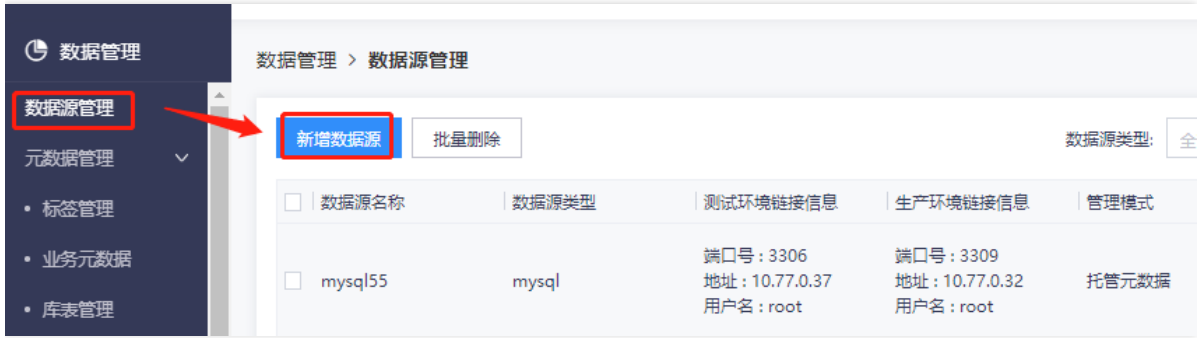 数据管理
数据管理 > 数据源管理
数据源管理
新增数据源 批量删除 数据源类型: 全
元数据管理
• 标签管理
数据源名称 数据源类型 测试环境链接信息 生产环境链接信息 管理模式
• 业务元数据
端口号：3306 端口号：3309
mysql55 mysql 地址：10.77.0.37 地址：10.77.0.32 托管元数据
用户名：root 用户名：root
• 库表管理